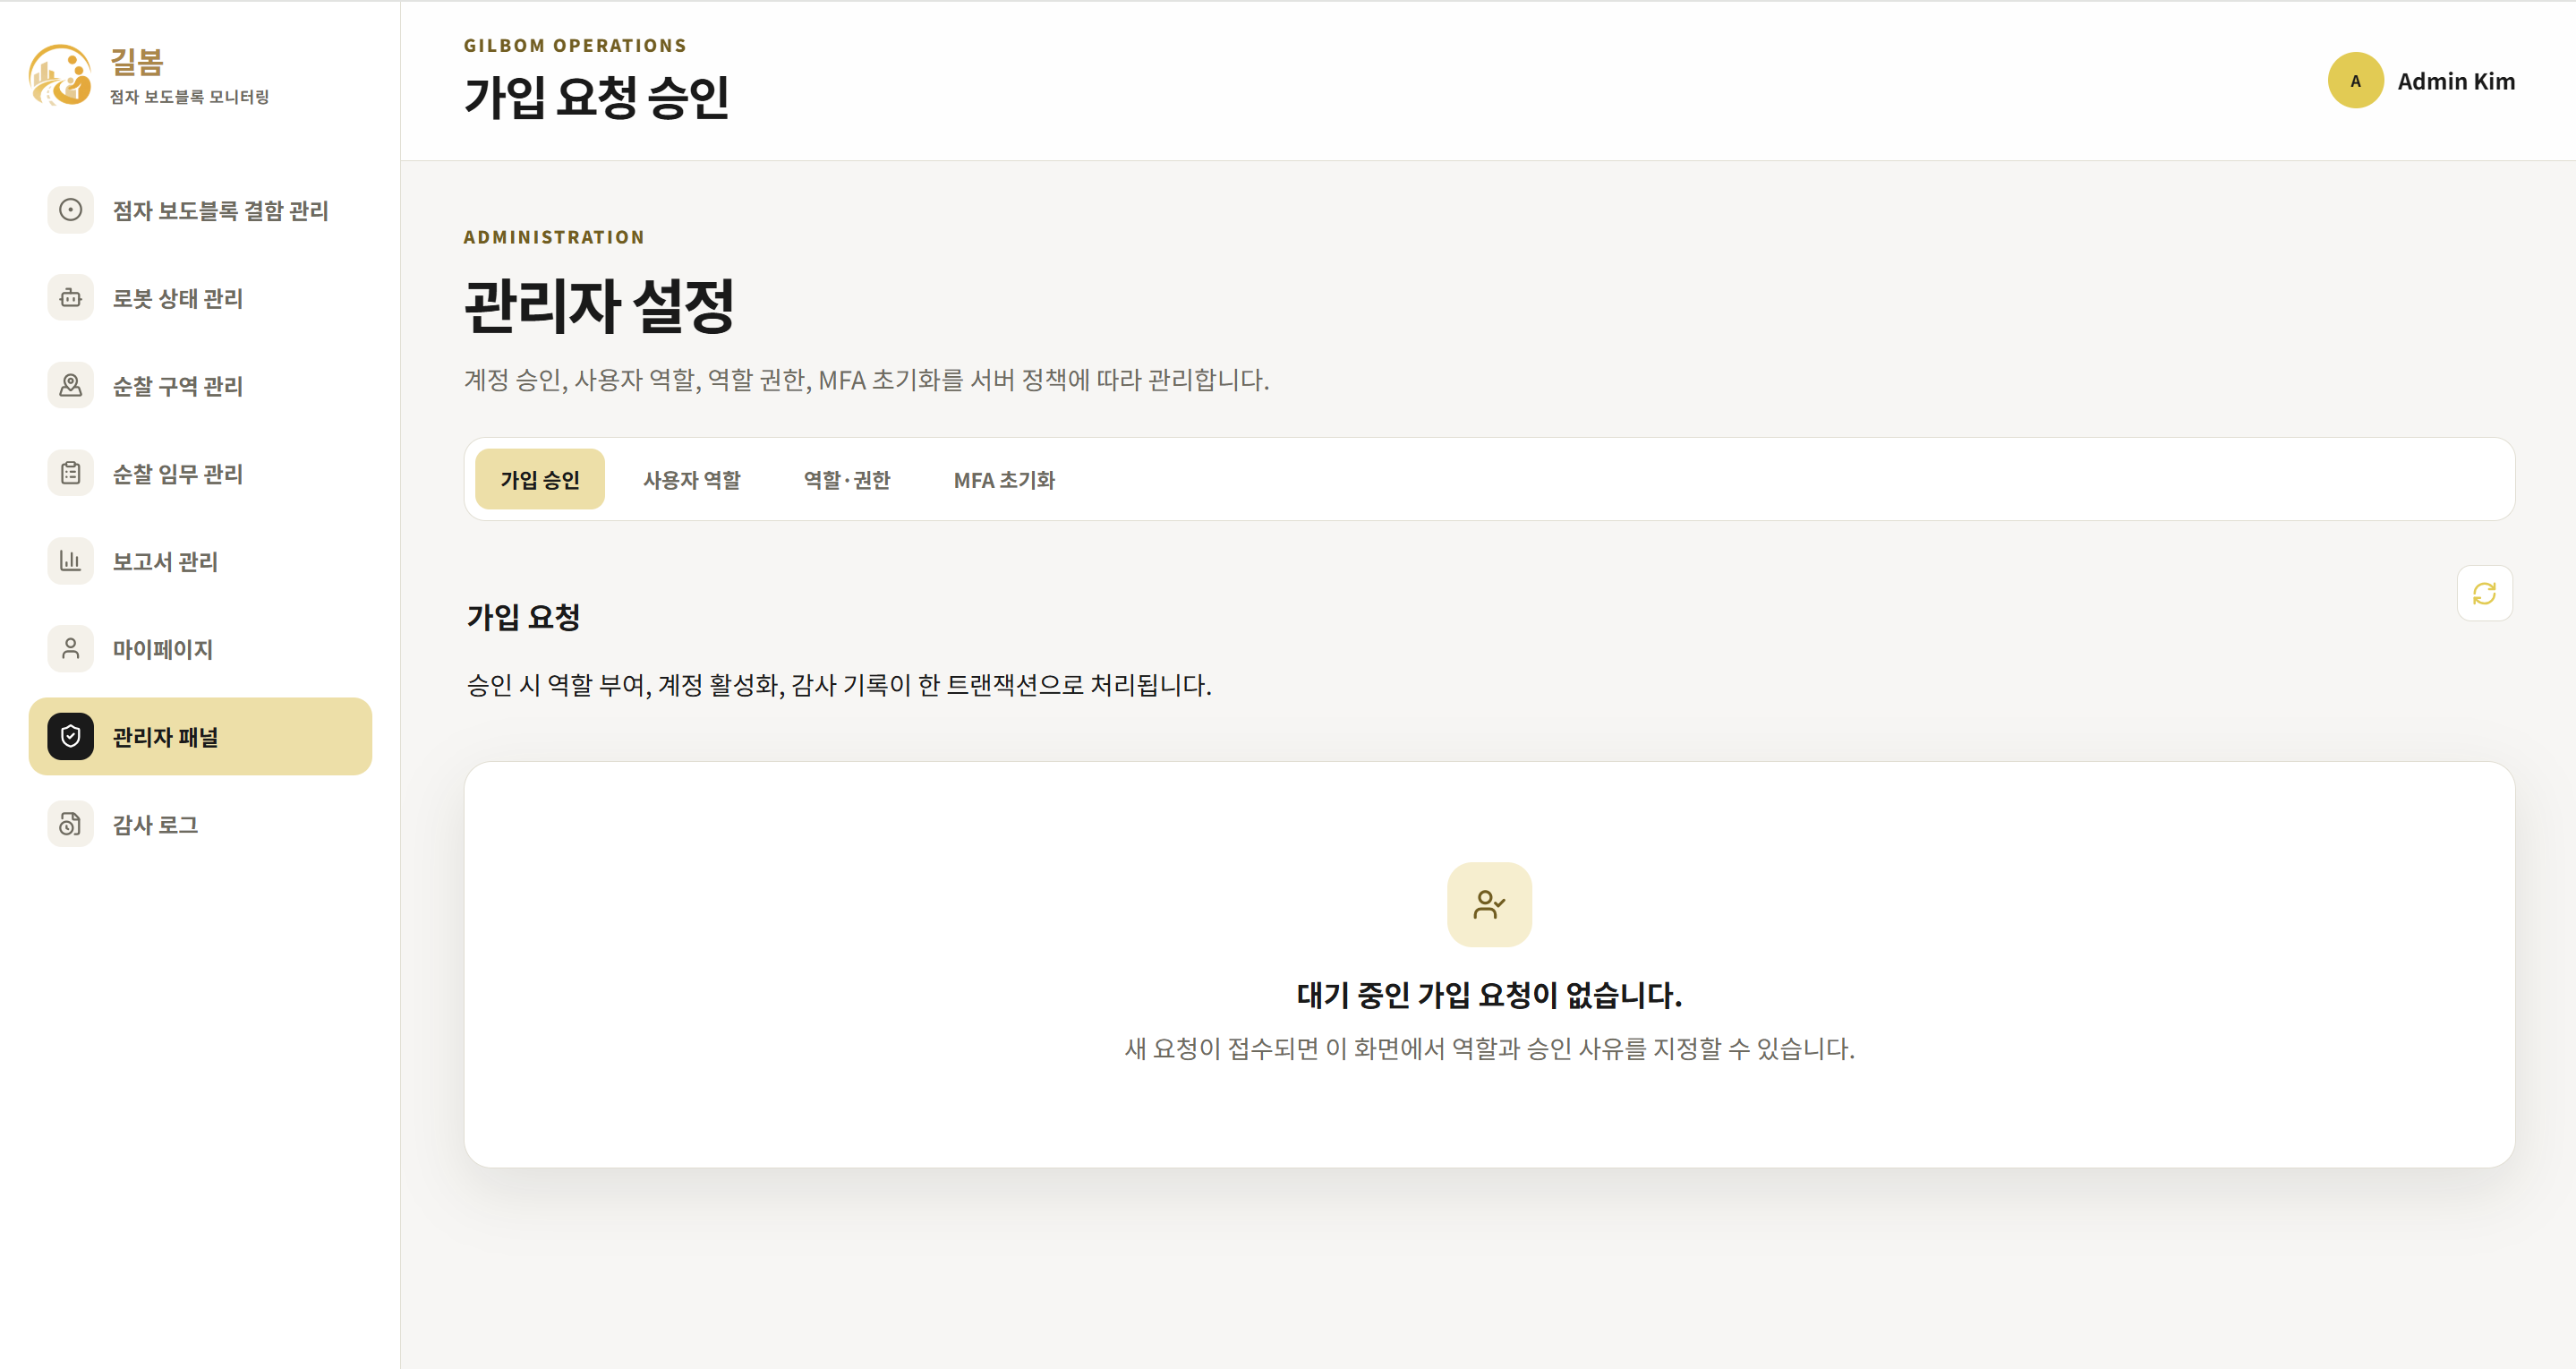 길봄
점자 보도블록 모니터링
점자 보도블록 결함 관리
로봇 상태 관리
순찰 구역 관리
순찰 임무 관리
보고서 관리
마이페이지
관리자 패널
감사 로그
GILBOM OPERATIONS
가입 요청 승인
A
Admin Kim
ADMINISTRATION
관리자 설정
계정 승인, 사용자 역할, 역할 권한, MFA 초기화를 서버 정책에 따라 관리합니다.
가입 승인
사용자 역할
역할·권한
MFA 초기화
가입 요청
승인 시 역할 부여, 계정 활성화, 감사 기록이 한 트랜잭션으로 처리됩니다.
대기 중인 가입 요청이 없습니다.
새 요청이 접수되면 이 화면에서 역할과 승인 사유를 지정할 수 있습니다.